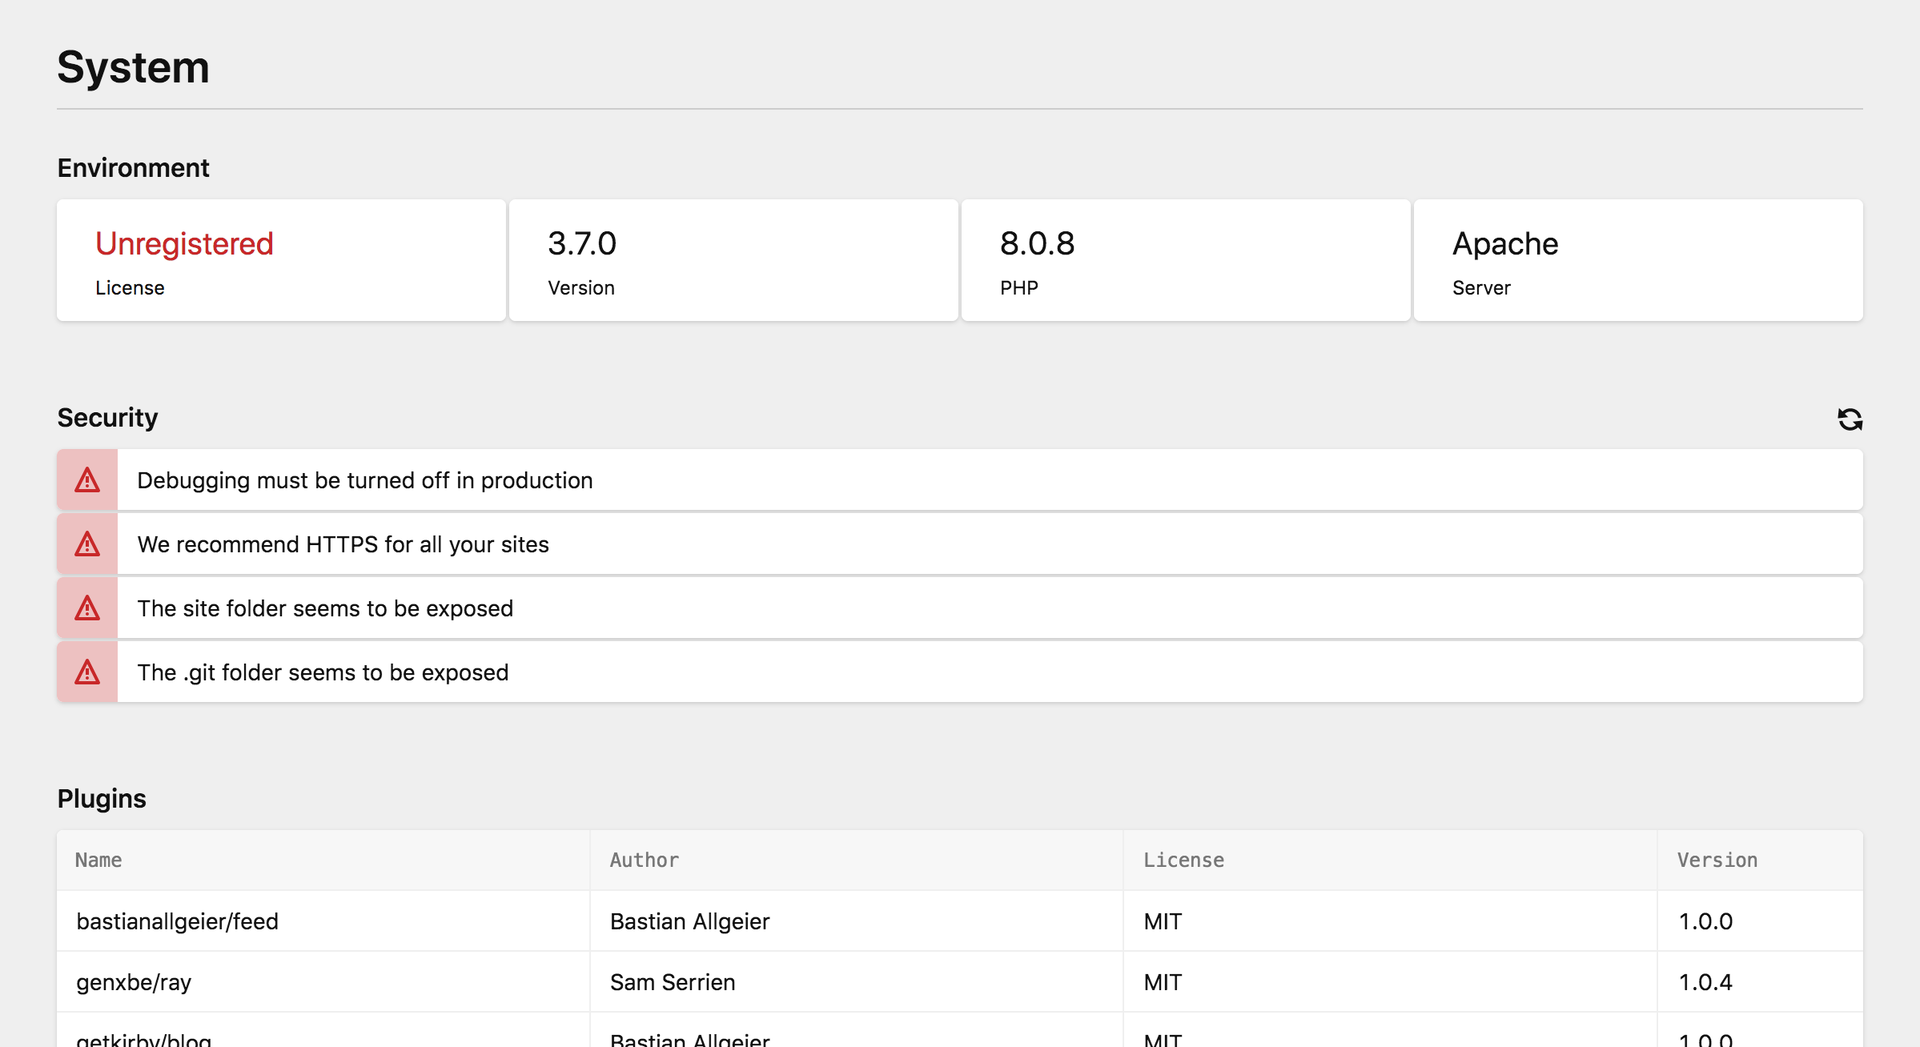 System
Environment
Unregistered
License
3.7.0
Version
8.0.8
PHP
Apache
Server
Security
Debugging must be turned off in production
We recommend HTTPS for all your sites
The site folder seems to be exposed
The .git folder seems to be exposed
Plugins
Name Author License Version
bastianallgeier/feed Bastian Allgeier MIT 1.0.0
genxbe/ray Sam Serrien MIT 1.0.4
getkirby/blog Bastian Allgeier MIT 1.0.0